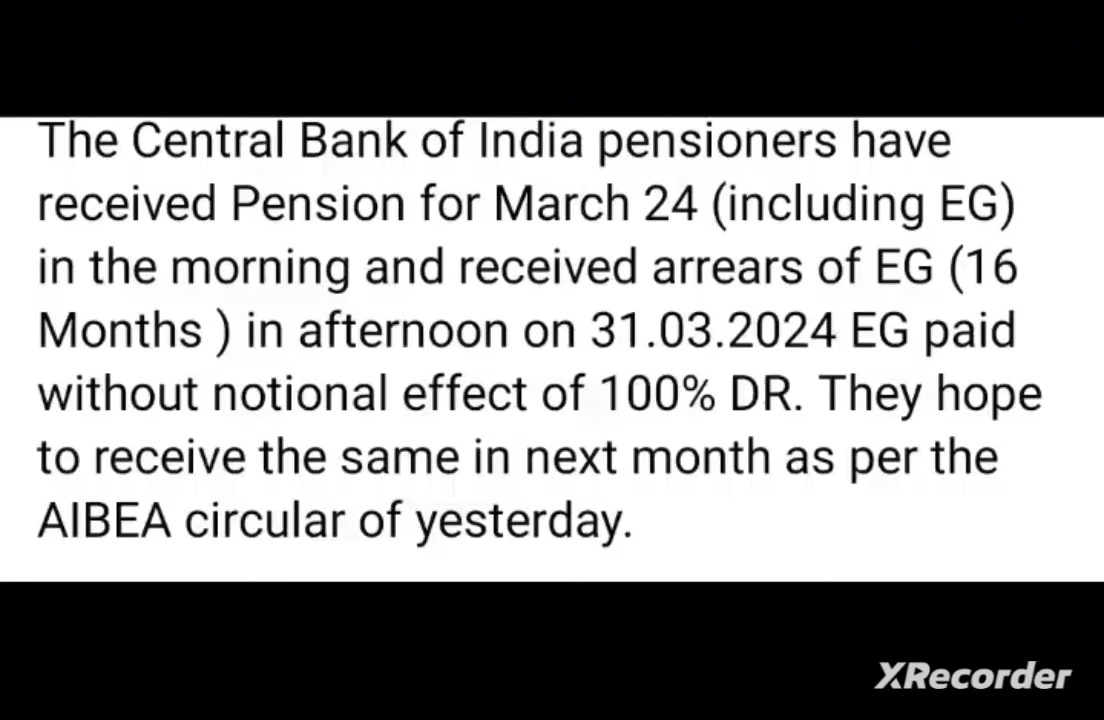 The Central Bank of India pensioners have
received Pension for March 24 (including EG)
in the morning and received arrears of EG (16
Months ) in afternoon on 31.03.2024 EG paid
without notional effect of 100% DR. They hope
to receive the same in next month as per the
AIBEA circular of yesterday.
XRecorder